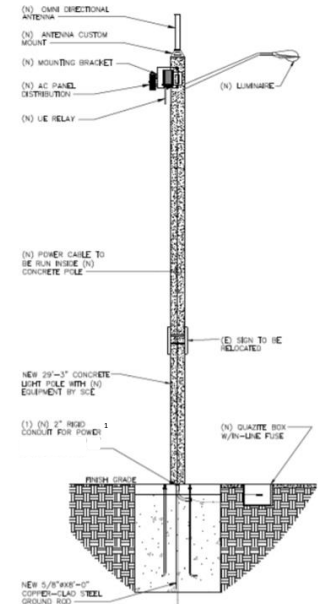 (N) OMNI DIRECTIONAL
ANTENNA
(N) ANTENNA CUSTOM
MOUNT
(N) MOUNTING BRACKET
(N) AC PANEL
DISTRIBUTION
(N) LUMINAIRE
(N) UE RELAY
(N) POWER CABLE TO
BE RUN INSIDE (N)
CONCRETE POLE
(E) SIGN TO BE
RELOCATED
NEW 29'-3" CONCRETE
LIGHT POLE WITH (N)
EQUIPMENT BY SCE
(1) (N) 2" RIGID 1
CONDUIT FOR POWER
(N) QUAZITE BOX
W/IN-LINE FUSE
FINISH GRADE
NEW 5/8"X8'-0"
COPPER-CLAD STEEL
GROUND ROD